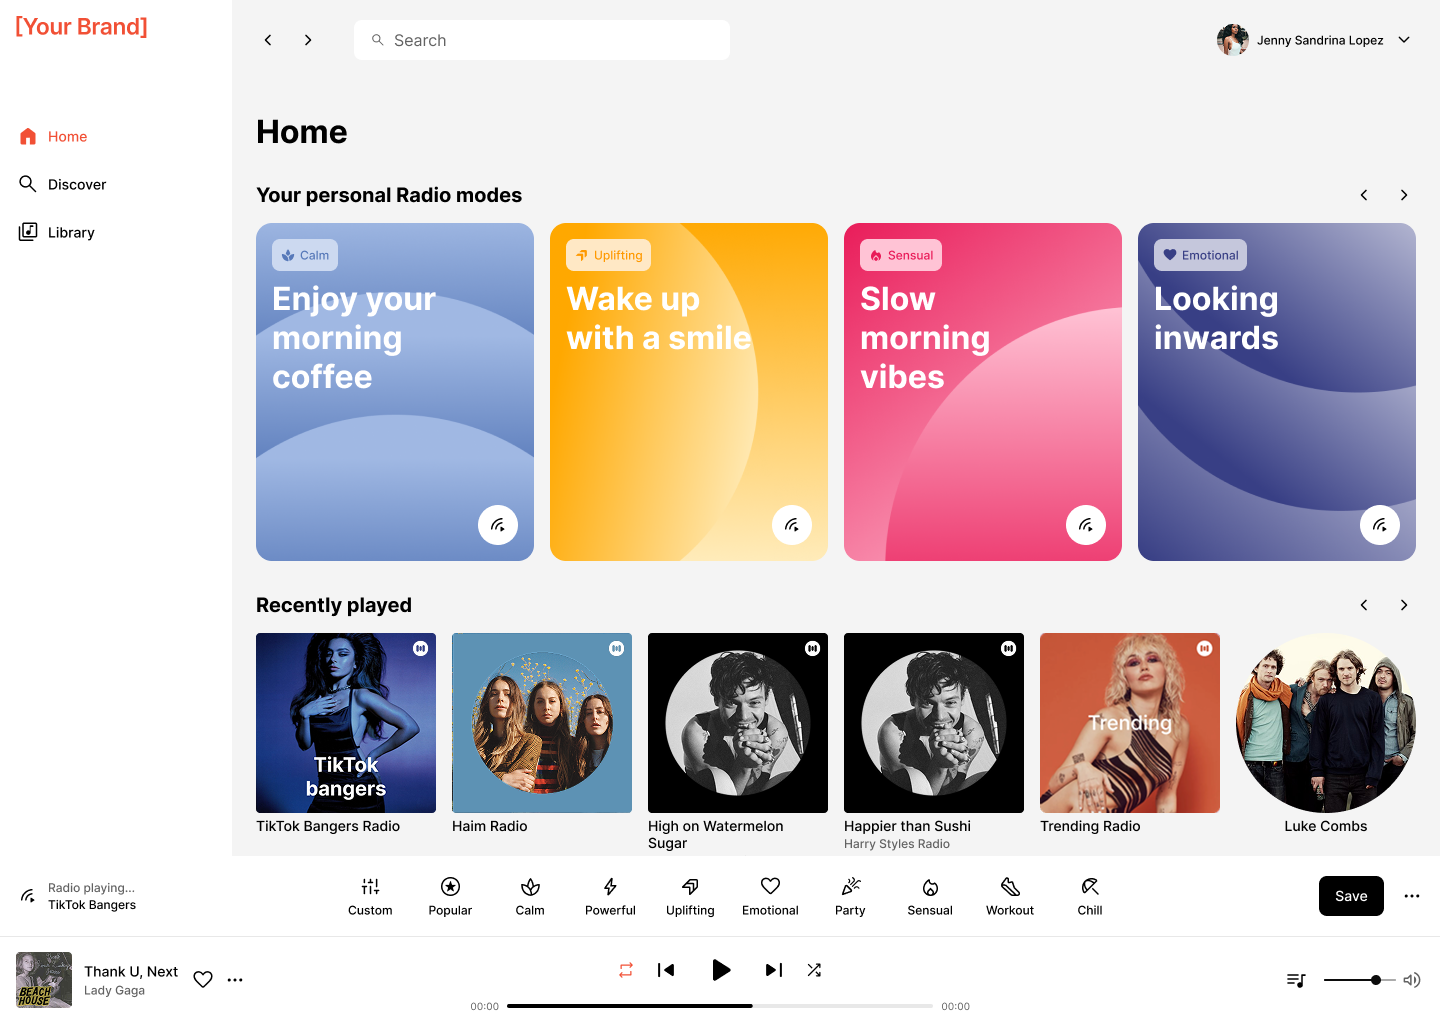 [Your Brand]
Search
Jenny Sandrina Lopez
Home
Discover
Library
Home
Your personal Radio modes
Calm
Enjoy your
morning
coffee
Uplifting
Wake up
with a smile
Sensual
Slow
morning
vibes
Emotional
Looking
inwards
Recently played
TikTok
bangers
TikTok Bangers Radio
Haim Radio
High on Watermelon
Sugar
Happier than Sushi
Harry Styles Radio
Trending
Trending Radio
Luke Combs
Radio playing...
TikTok Bangers
Custom
Popular
Calm
Powerful
Uplifting
Emotional
Party
Sensual
Workout
Chill
Save
BEACH
HOUSE
Thank U, Next
Lady Gaga
00:00
00:00